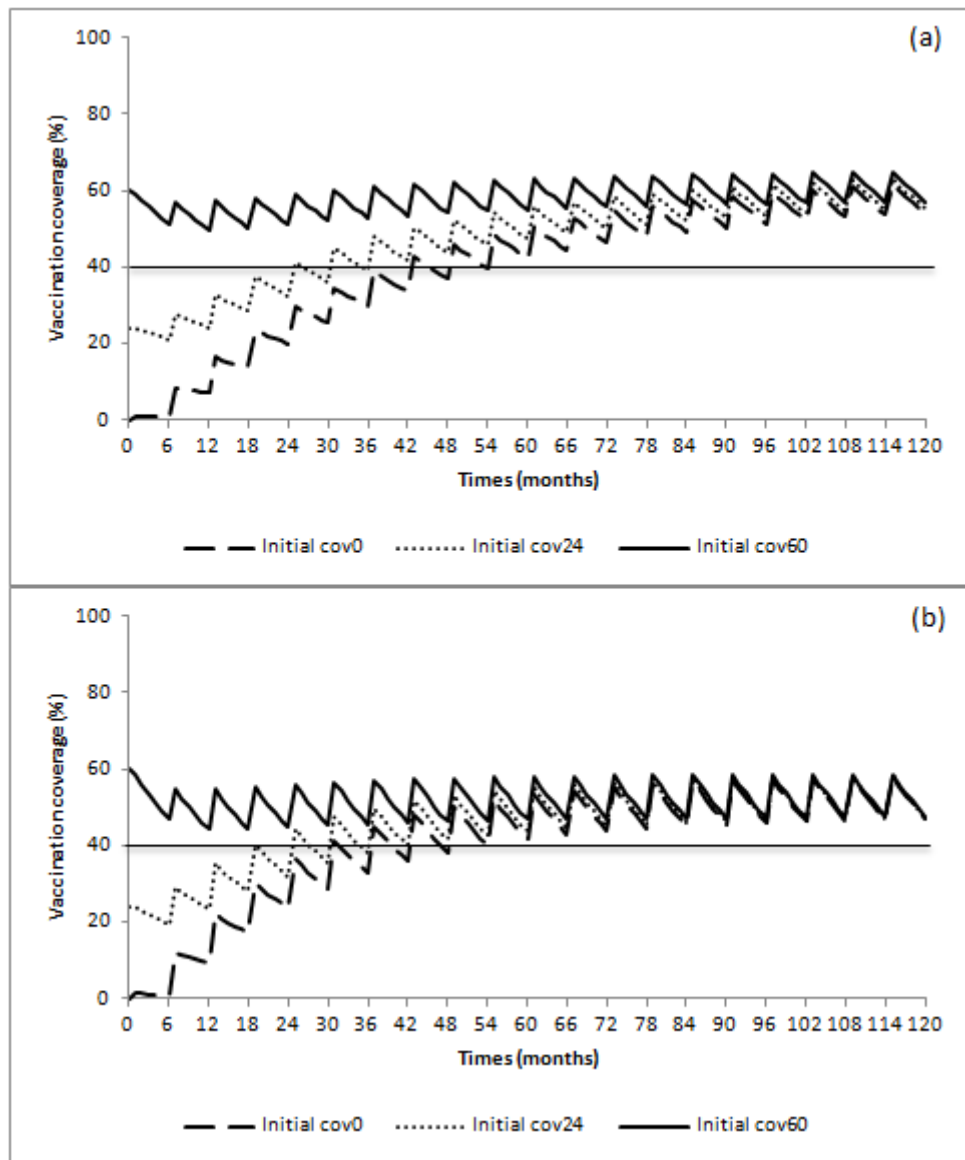 (a)
Vaccination coverage (%)
100
80
60
40
20
0
0 6 12 18 24 30 36 42 48 54 60 66 72 78 84 90 96 102 108 114 120
Times (months)
Initial cov0 Initial cov24 Initial cov60
(b)
Vaccination coverage (%)
100
80
60
40
20
0
0 6 12 18 24 30 36 42 48 54 60 66 72 78 84 90 96 102 108 114 120
Times (months)
Initial cov0 Initial cov24 Initial cov60